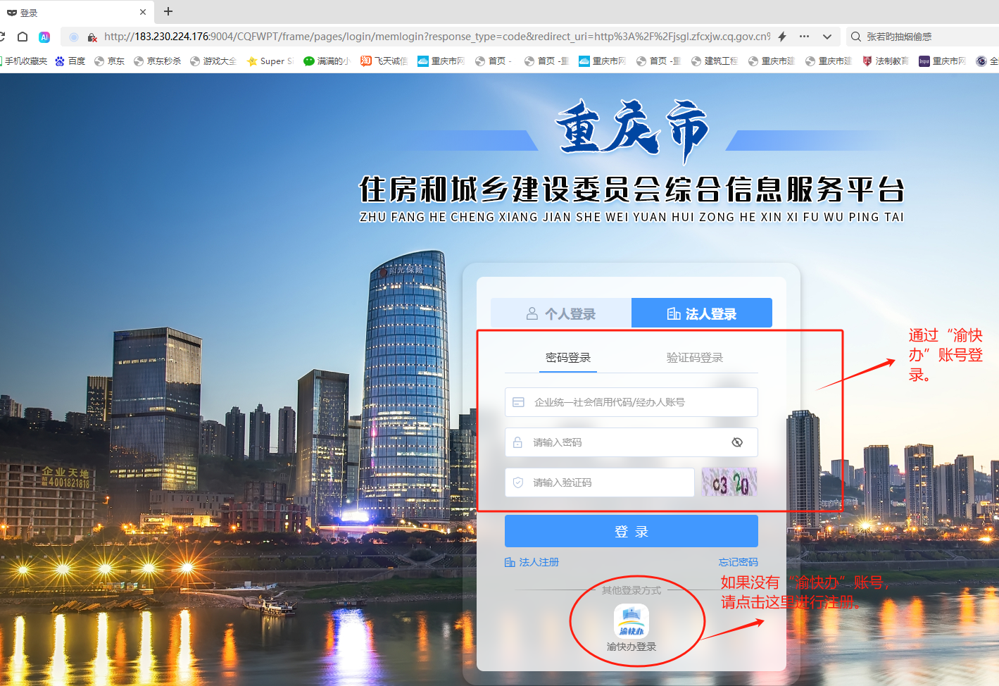 登录
http://183.230.224.176:9004/CQFWPT/frame/pages/login/memlogin?response_type=code&redirect_uri=http%3A%2F%2Fjsgl.zfcxjw.cq.gov.cn%
张若昀抽烟偷感
手机收藏夹 百度 京东 京东秒杀 游戏大全 Super 满满的小 飞天诚信 重庆市网 首页 - 首页 -重 重庆市网 首页 -重 建筑工程 重庆市建 重庆市建 法制教育 重庆市网 全
重庆市
住房和城乡建设委员会综合信息服务平台
ZHU FANG HE CHENG XIANG JIAN SHE WEI YUAN HUI ZONG HE XIN XI FU WU PING TAI
阳光保险
个人登录 法人登录
通过“渝快
办”账号登
录。
密码登录 验证码登录
企业统一社会信用代码/经办人账号
请输入密码
请输入验证码
企业天地
4001821818
登 录
法人注册 忘记密码
如果没有“渝快办”账号，
请点击这里进行注册。
其他登录方式
渝快办
渝快办登录